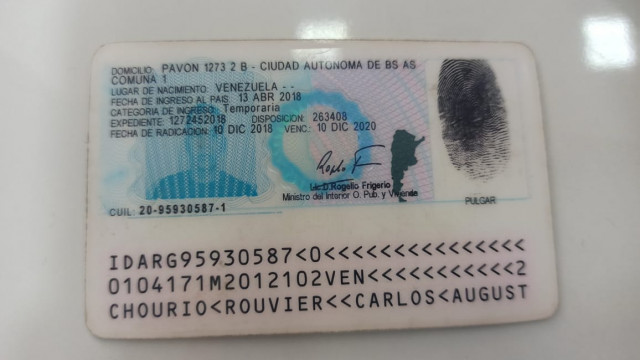 DOMICILIO: PAVON 1273 2 B - CIUDAD AUTONOMA DE BS AS
COMUNA 1
LUGAR DE NACIMIENTO: VENEZUELA - -
FECHA DE INGRESO AL PAIS: 13 ABR 2018
CATEGORIA DE INGRESO: Temporaria
EXPEDIENTE: 1272452018 DISPOSICION: 263408
FECHA DE RADICACION: 10 DIC 2018 VENC.: 10 DIC 2020
Lic.D.Rogelio Frigerio
Ministro del Interior O. Pub. y Vivienda
PULGAR
CUIL: 20-95930587-1
IDARG95930587<0<<<<<<<<<<<<<<<
0104171M2012102VEN<<<<<<<<<<<2
CHOURIO<ROUVIER<<CARLOS<AUGUST